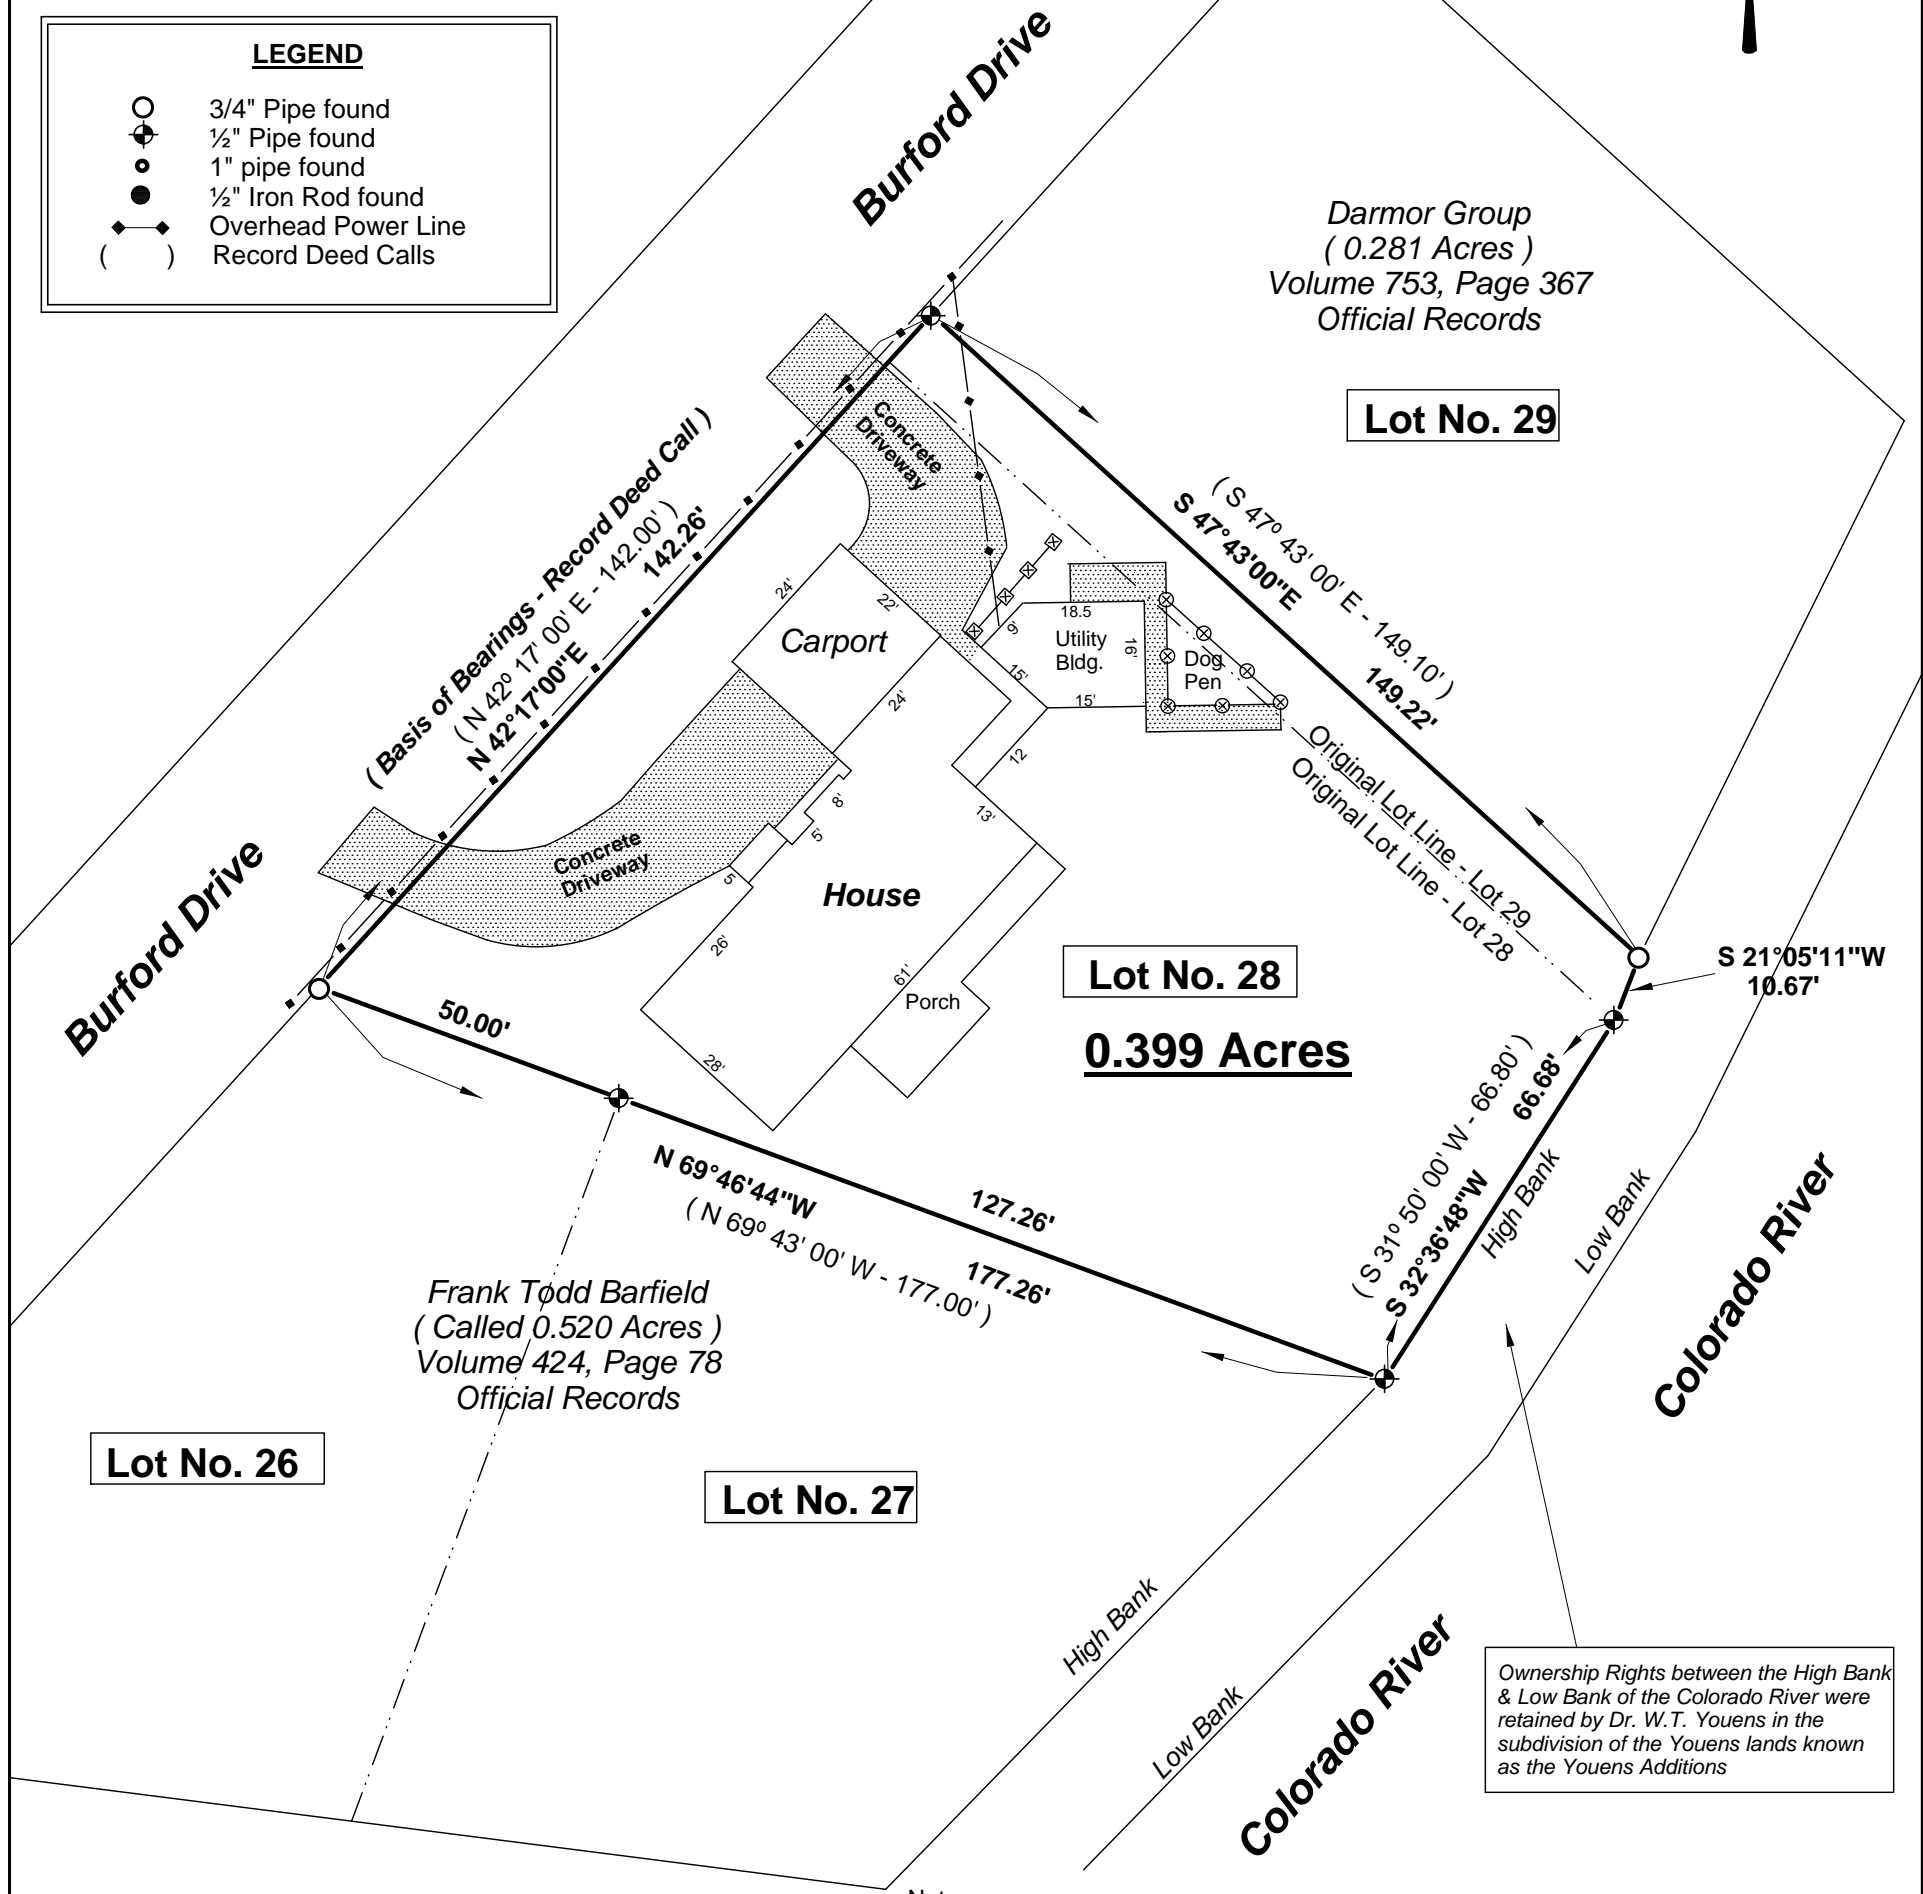 LEGEND
3/4" Pipe found
½" Pipe found
1" pipe found
½" Iron Rod found
Overhead Power Line
( ) Record Deed Calls
Burford Drive
Darmor Group
( 0.281 Acres )
Volume 753, Page 367
Official Records
Lot No. 29
Concrete
Driveway
( Basis of Bearings - Record Deed Call )
( N 42º 17' 00' E - 142.00' )
N 42°17'00"E 142.26'
( S 47º 43' 00' E - 149.10' )
S 47°43'00"E 149.22'
24'
22'
Carport
24'
9'
18.5
Utility
Bldg.
16'
15'
15'
Dog
Pen
12
13'
8'
5'
5'
Original Lot Line - Lot 29
Original Lot Line - Lot 28
Concrete
Driveway
House
26'
61'
28'
Porch
Burford Drive
Lot No. 28
0.399 Acres
S 21°05'11"W
10.67'
50.00'
N 69°46'44"W 127.26'
( N 69º 43' 00' W - 177.00' )
177.26'
( S 31º 50' 00' W - 66.80' )
S 32°36'48"W 66.68'
High Bank
Low Bank
Colorado River
Frank Todd Barfield
( Called 0.520 Acres )
Volume 424, Page 78
Official Records
Lot No. 26
Lot No. 27
High Bank
Low Bank
Colorado River
Ownership Rights between the High Bank
& Low Bank of the Colorado River were
retained by Dr. W.T. Youens in the
subdivision of the Youens lands known
as the Youens Additions